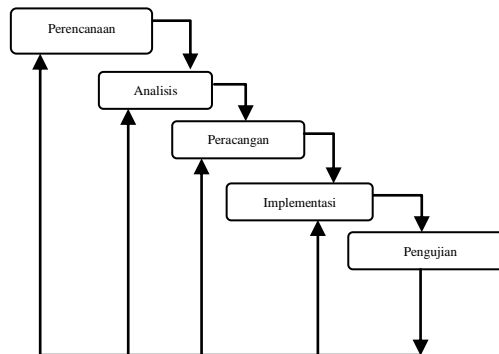 Perencanaan
Analisis
Peracangan
Implementasi
Pengujian